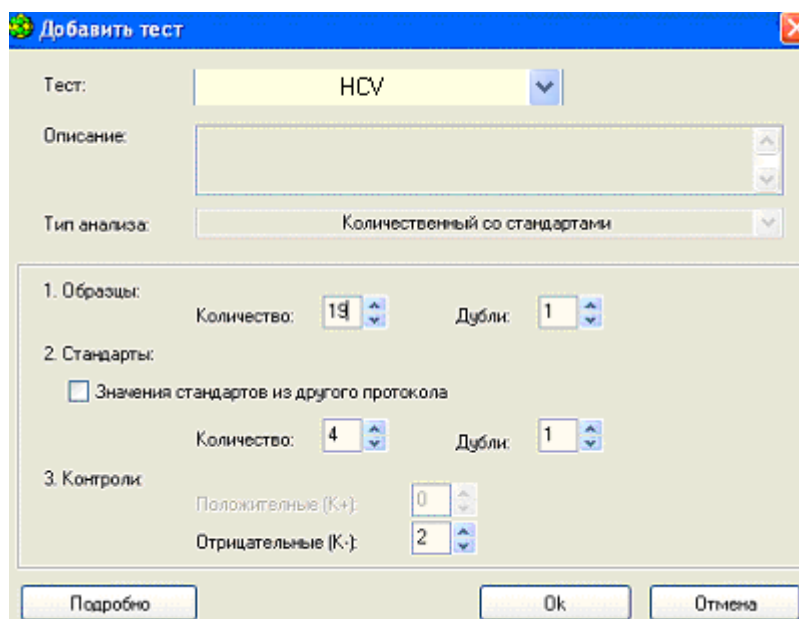 Добавить тест
Тест: HCV
Описание:
Тип анализа: Количественный со стандартами
1. Образцы:
Количество: 19 Дубли: 1
2. Стандарты:
Значения стандартов из другого протокола
Количество: 4 Дубли: 1
3. Контроли:
Положительные (К+): 0
Отрицательные (К-): 2
Подробно Ok Отмена